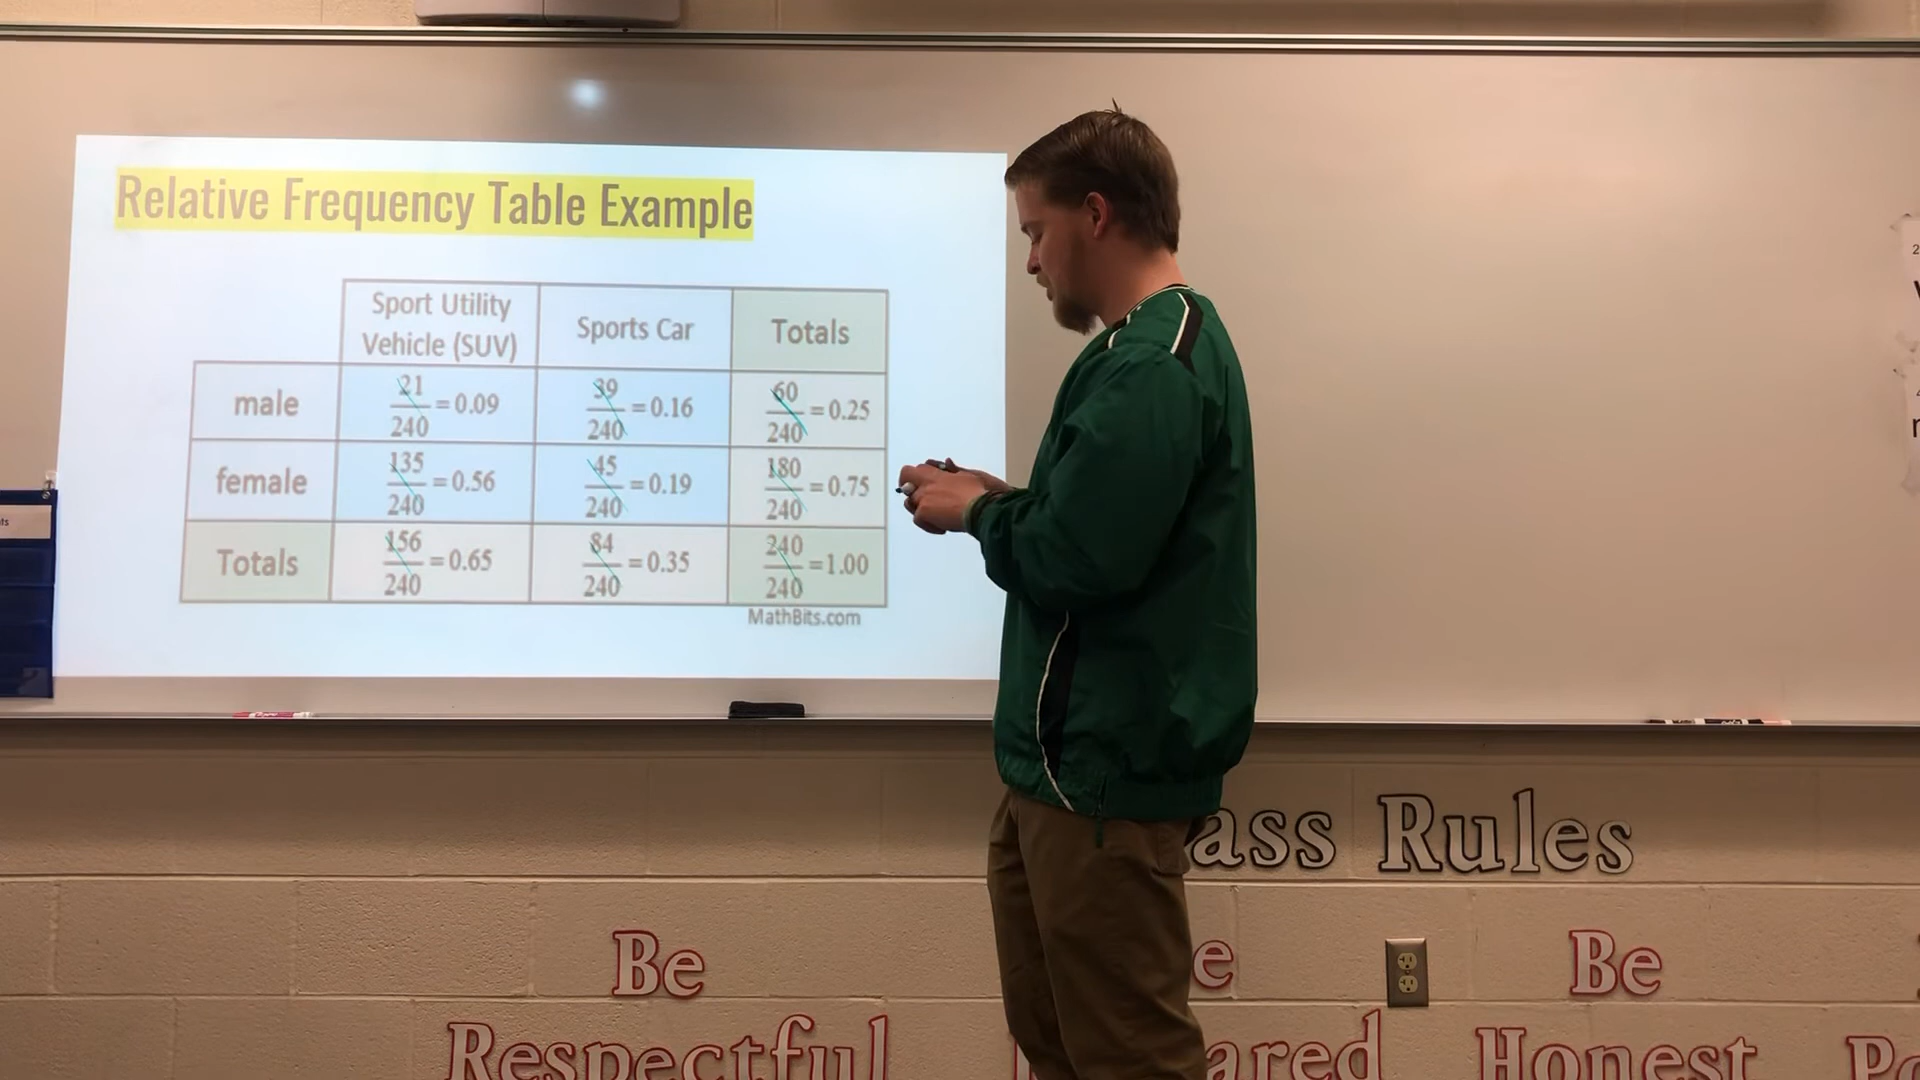 Relative Frequency Table Example
Sport Utility
Vehicle (SUV)
Sports Car
Totals
male
21
240
=0.09
39
240
=0.16
60
240
=0.25
female
135
240
=0.56
45
240
=0.19
180
240
=0.75
Totals
156
240
=0.65
84
240
=0.35
240
240
=1.00
MathBits.com
ass Rules
Be
Respectful
e
ared
Be
Honest